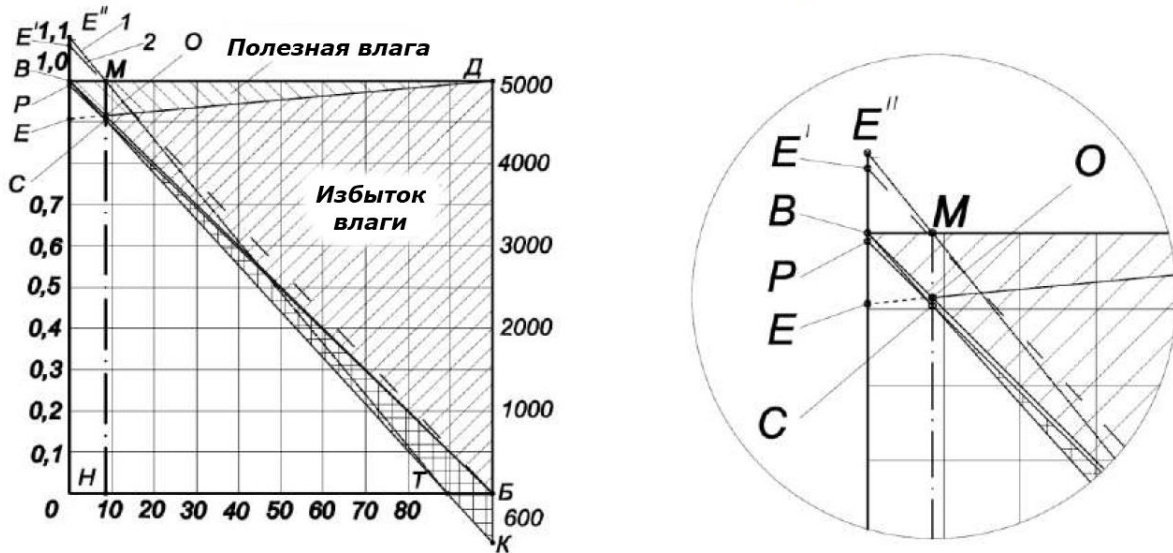 E' 1,1 E'' 1
2 О
В 1,0 М Полезная влага Д 5000
Р
Е
С
4000
0,7 Избыток
влаги
0,6 3000
0,5
0,4 2000
0,3
0,2 1000
0,1
Н Т Б
0 10 20 30 40 50 60 70 80 600
К
E'' О
E'
В М
Р
Е
С